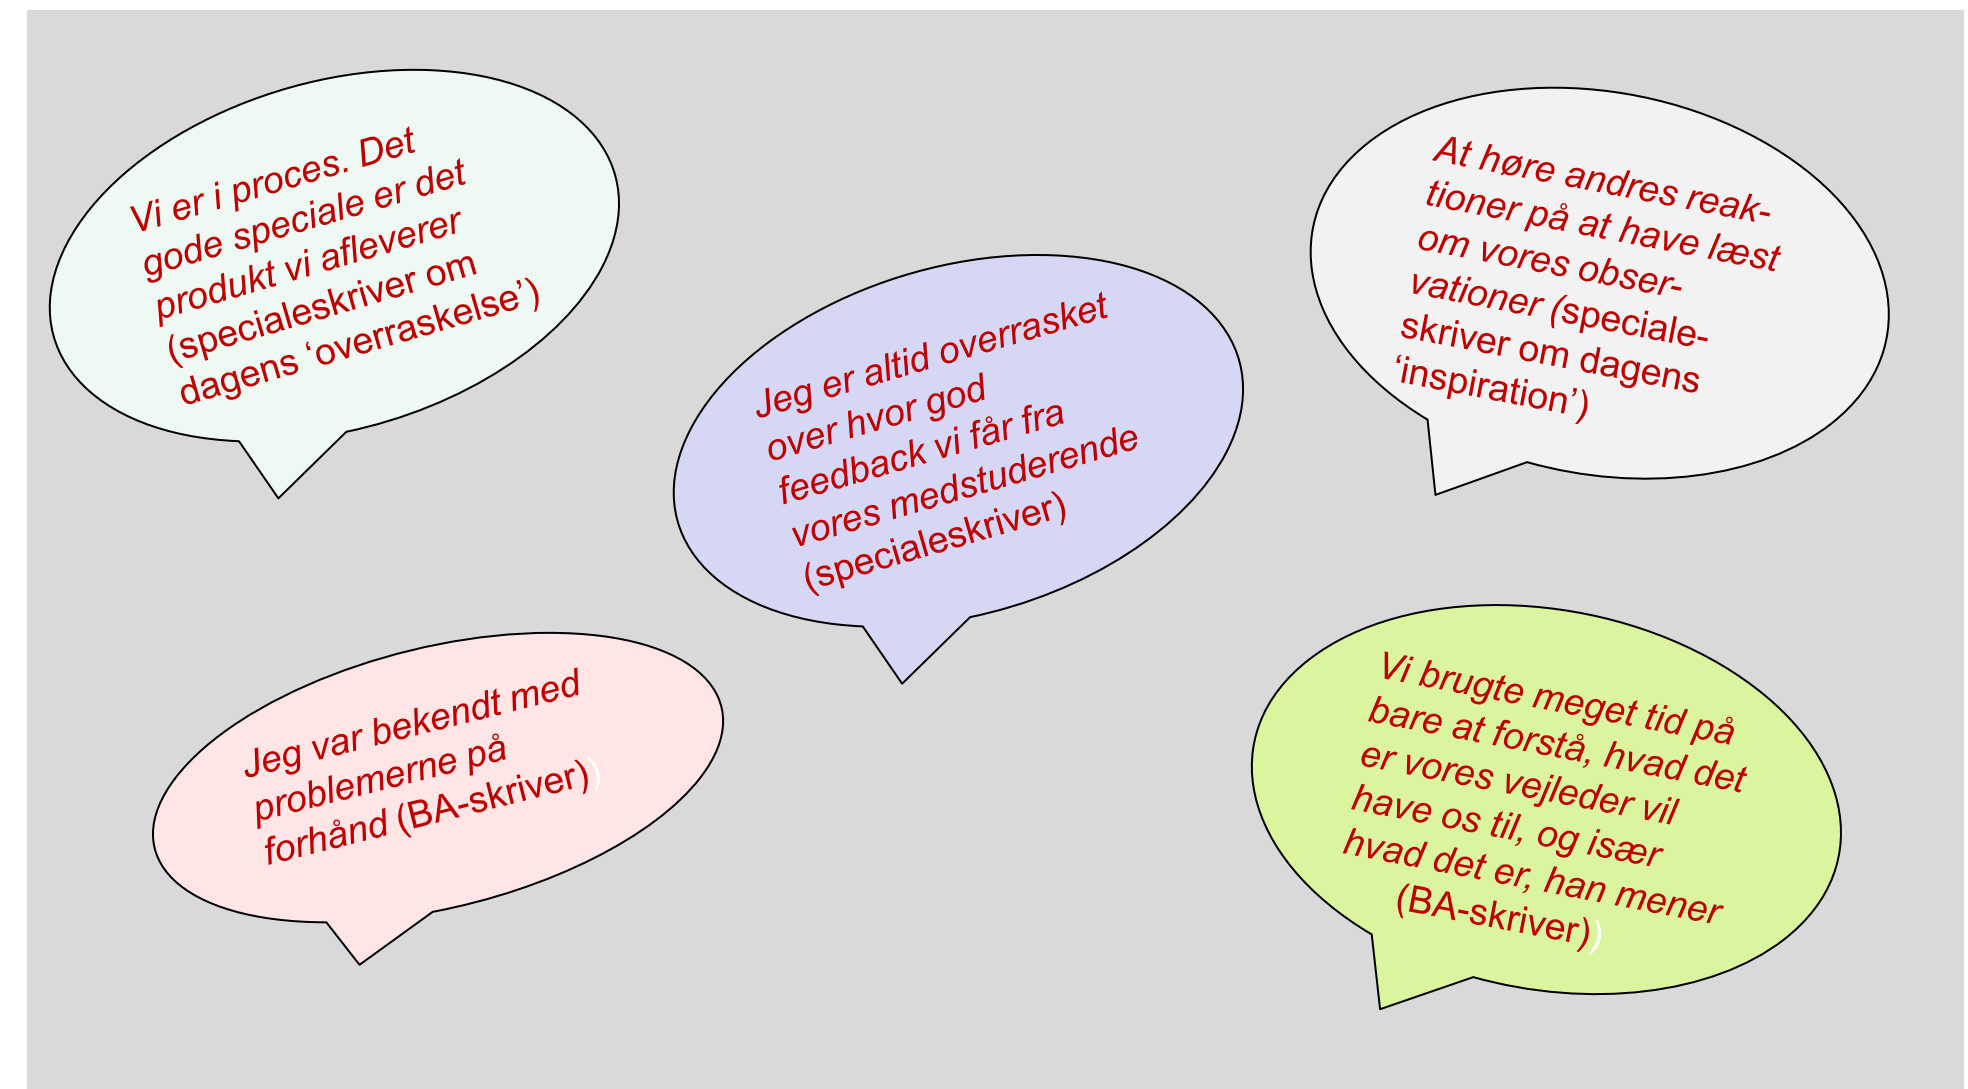 Vi er i proces. Det
gode speciale er det
produkt vi afleverer
(specialeskriver om
dagens ‘overraskelse’)
At høre andres reak-
tioner på at have læst
om vores obser-
vationer (speciale-
skriver om dagens
‘inspiration’)
Jeg er altid overrasket
over hvor god
feedback vi får fra
vores medstuderende
(specialeskriver)
Jeg var bekendt med
problemerne på
forhånd (BA-skriver))
Vi brugte meget tid på
bare at forstå, hvad det
er vores vejleder vil
have os til, og især
hvad det er, han mener
(BA-skriver))